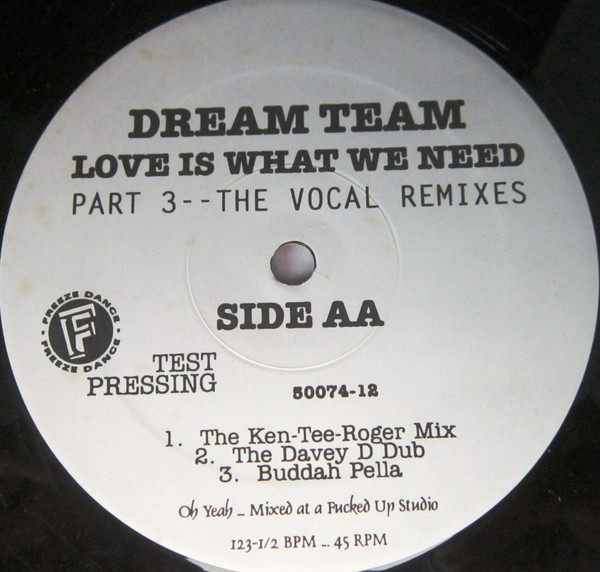 DREAM TEAM
LOVE IS WHAT WE NEED
PART 3--THE VOCAL REMIXES
SIDE AA
• FREEZE DANCE •
F
FREEZE DANCE
TEST
PRESSING
50074-12
1. The Ken-Tee-Roger Mix
2. The Davey D Dub
3. Buddah Pella
Oh Yeah - Mixed at a Fucked Up Studio
123-1/2 BPM ... 45 RPM